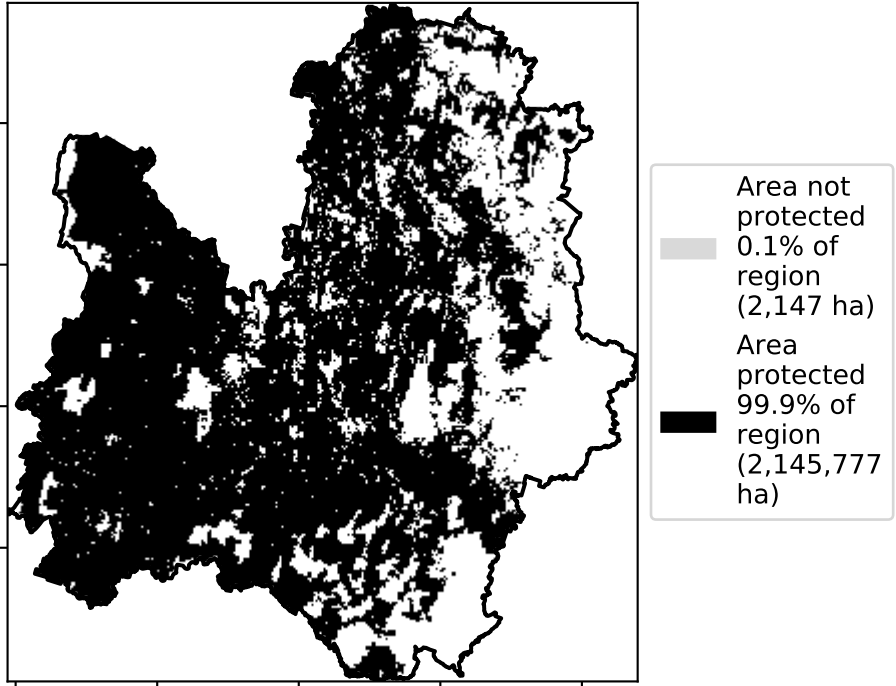 Area not
protected
0.1% of
region
(2,147 ha)
Area
protected
99.9% of
region
(2,145,777
ha)